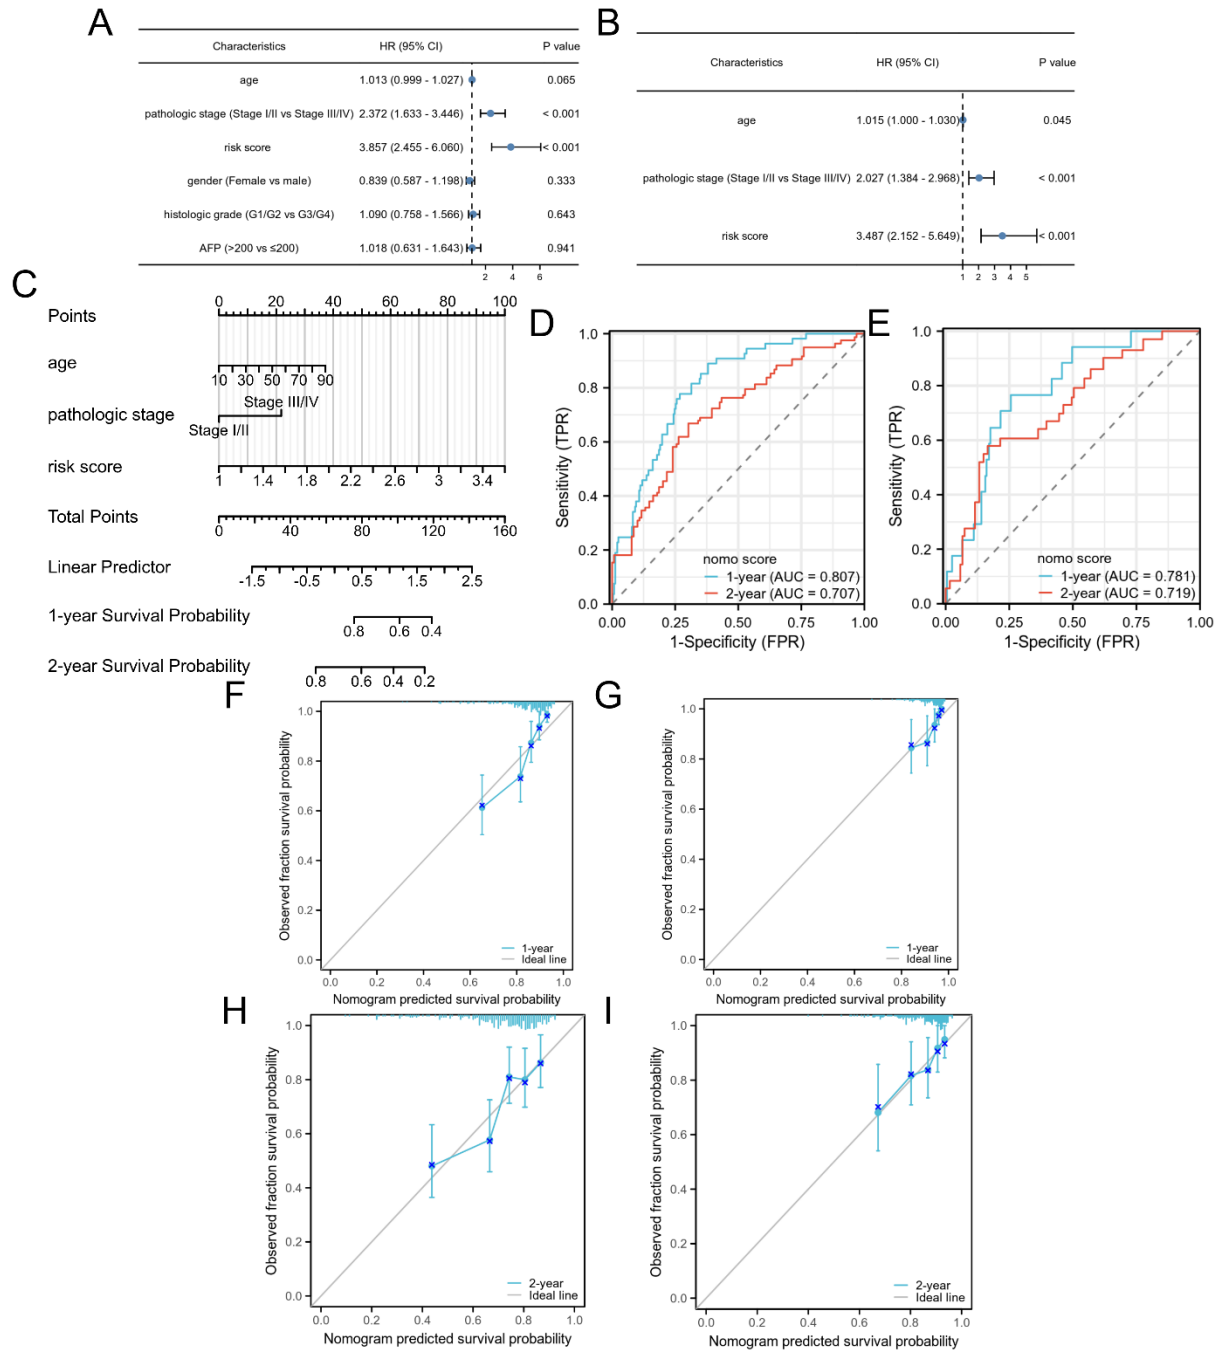 A
Characteristics HR (95% CI) P value
age 1.013 (0.999 - 1.027) 0.065
pathologic stage (Stage I/II vs Stage III/IV) 2.372 (1.633 - 3.446) < 0.001
risk score 3.857 (2.455 - 6.060) < 0.001
gender (Female vs male) 0.839 (0.587 - 1.198) 0.333
histologic grade (G1/G2 vs G3/G4) 1.090 (0.758 - 1.566) 0.643
AFP (>200 vs ≤200) 1.018 (0.631 - 1.643) 0.941
2 4 6
B
Characteristics HR (95% CI) P value
age 1.015 (1.000 - 1.030) 0.045
pathologic stage (Stage I/II vs Stage III/IV) 2.027 (1.384 - 2.968) < 0.001
risk score 3.487 (2.152 - 5.649) < 0.001
1 2 3 4 5
C
Points 0 20 40 60 80 100
age 10 30 50 70 90
pathologic stage Stage III/IV
Stage I/II
risk score 1 1.4 1.8 2.2 2.6 3 3.4
Total Points 0 40 80 120 160
Linear Predictor -1.5 -0.5 0.5 1.5 2.5
1-year Survival Probability 0.8 0.6 0.4
2-year Survival Probability 0.8 0.6 0.4 0.2
D
Sensitivity (TPR)
1.0
0.8
0.6
0.4
0.2
0.0
nomo score
1-year (AUC = 0.807)
2-year (AUC = 0.707)
0.00 0.25 0.50 0.75 1.00
1-Specificity (FPR)
E
Sensitivity (TPR)
1.0
0.8
0.6
0.4
0.2
0.0
nomo score
1-year (AUC = 0.781)
2-year (AUC = 0.719)
0.00 0.25 0.50 0.75 1.00
1-Specificity (FPR)
F
Observed fraction survival probability
1.0
0.8
0.6
0.4
0.2
0.0
1-year
Ideal line
0.0 0.2 0.4 0.6 0.8 1.0
Nomogram predicted survival probability
G
Observed fraction survival probability
1.0
0.8
0.6
0.4
0.2
0.0
1-year
Ideal line
0.0 0.2 0.4 0.6 0.8 1.0
Nomogram predicted survival probability
H
Observed fraction survival probability
1.0
0.8
0.6
0.4
0.2
0.0
2-year
Ideal line
0.0 0.2 0.4 0.6 0.8 1.0
Nomogram predicted survival probability
I
Observed fraction survival probability
1.0
0.8
0.6
0.4
0.2
0.0
2-year
Ideal line
0.0 0.2 0.4 0.6 0.8 1.0
Nomogram predicted survival probability